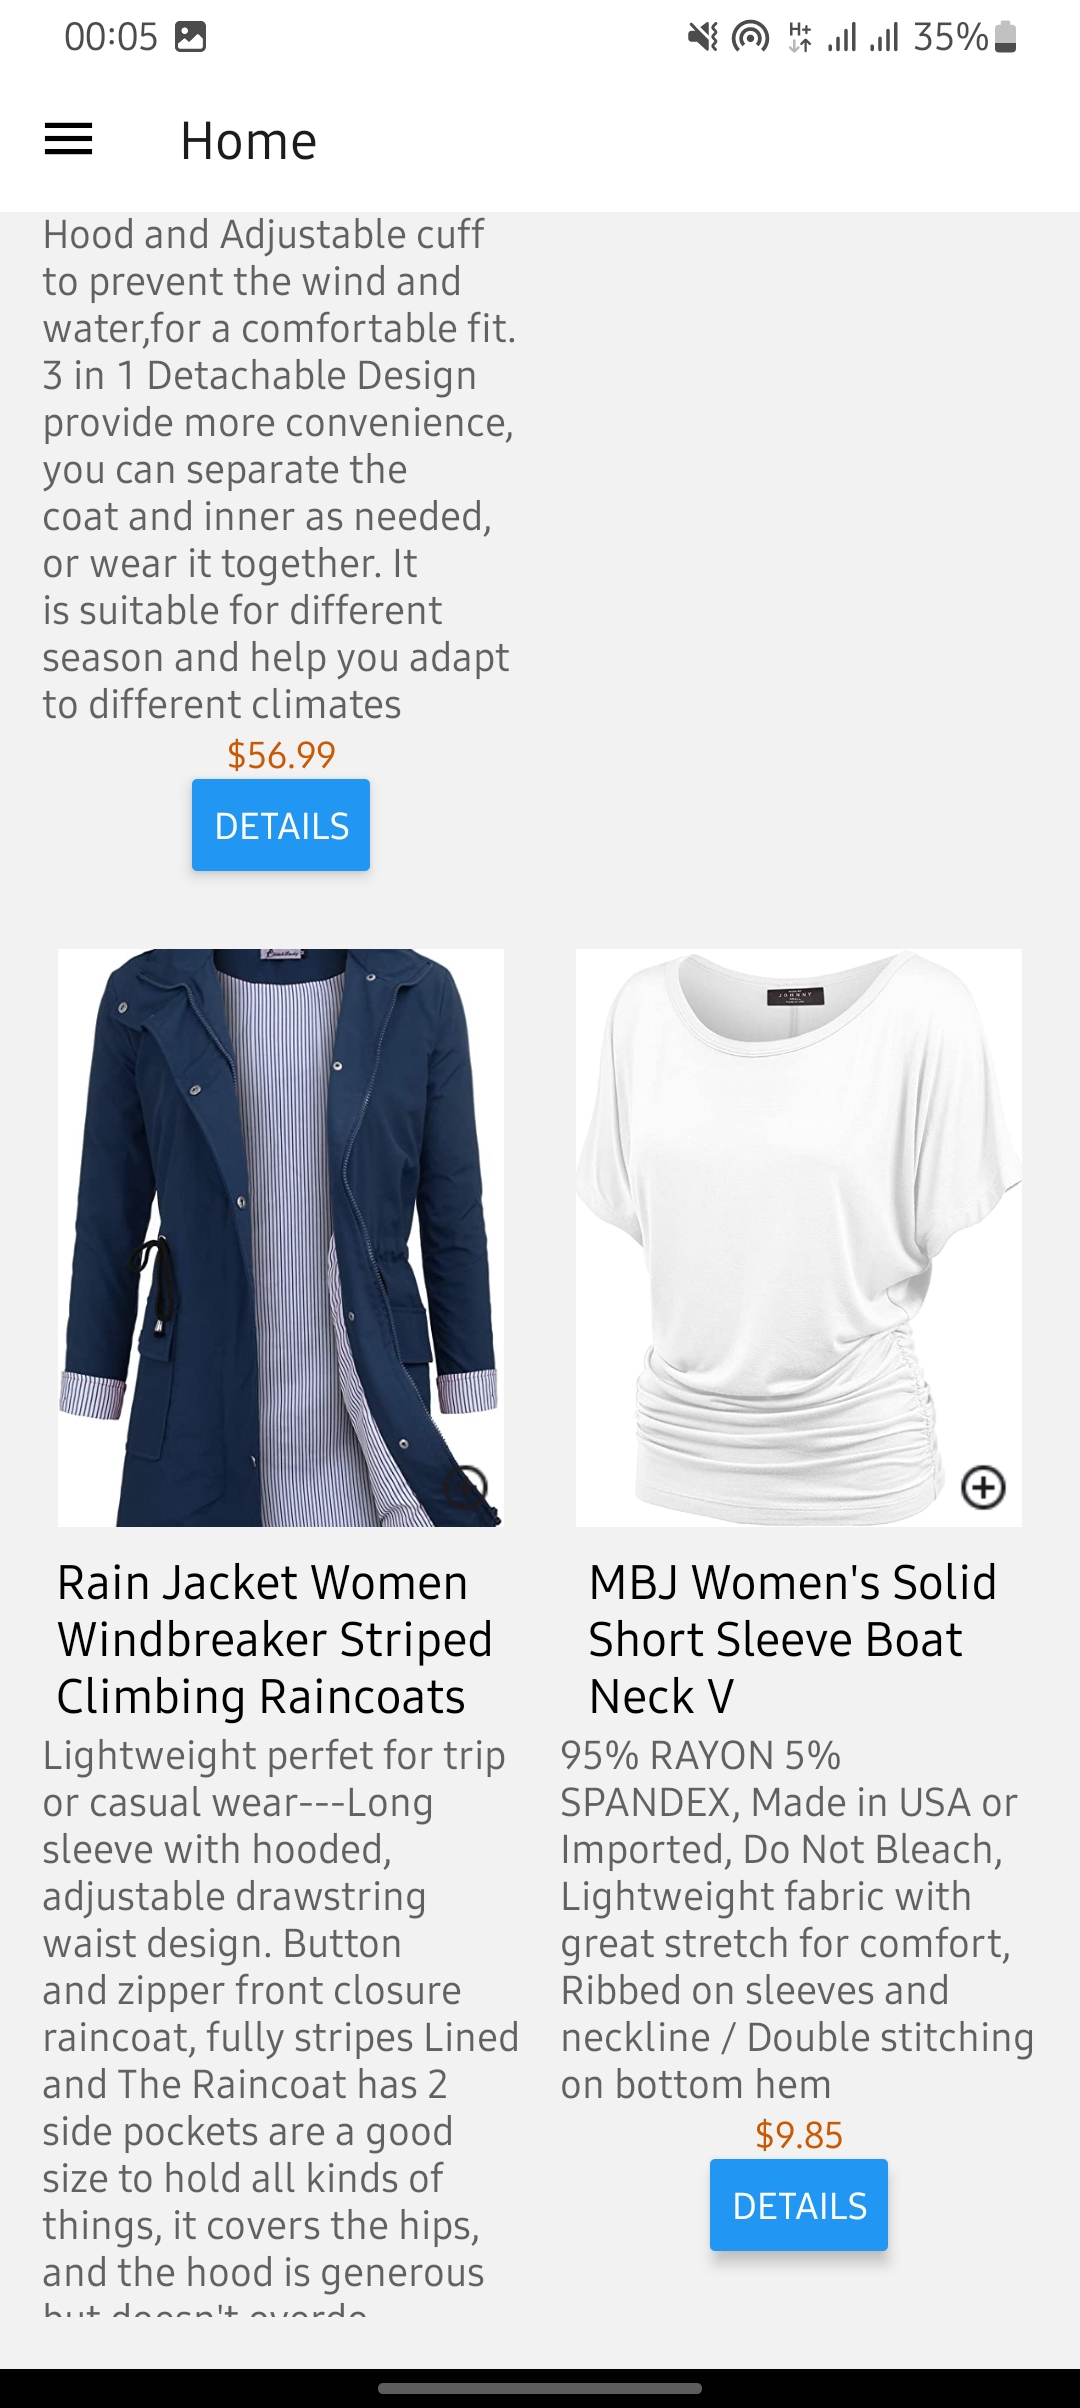 00:05
H+
35%
Home
Hood and Adjustable cuff
to prevent the wind and
water,for a comfortable fit.
3 in 1 Detachable Design
provide more convenience,
you can separate the
coat and inner as needed,
or wear it together. It
is suitable for different
season and help you adapt
to different climates
$56.99
DETAILS
JOHNNY
Rain Jacket Women
Windbreaker Striped
Climbing Raincoats
Lightweight perfet for trip
or casual wear---Long
sleeve with hooded,
adjustable drawstring
waist design. Button
and zipper front closure
raincoat, fully stripes Lined
and The Raincoat has 2
side pockets are a good
size to hold all kinds of
things, it covers the hips,
and the hood is generous
but doesn't overdo
MBJ Women's Solid
Short Sleeve Boat
Neck V
95% RAYON 5%
SPANDEX, Made in USA or
Imported, Do Not Bleach,
Lightweight fabric with
great stretch for comfort,
Ribbed on sleeves and
neckline / Double stitching
on bottom hem
$9.85
DETAILS